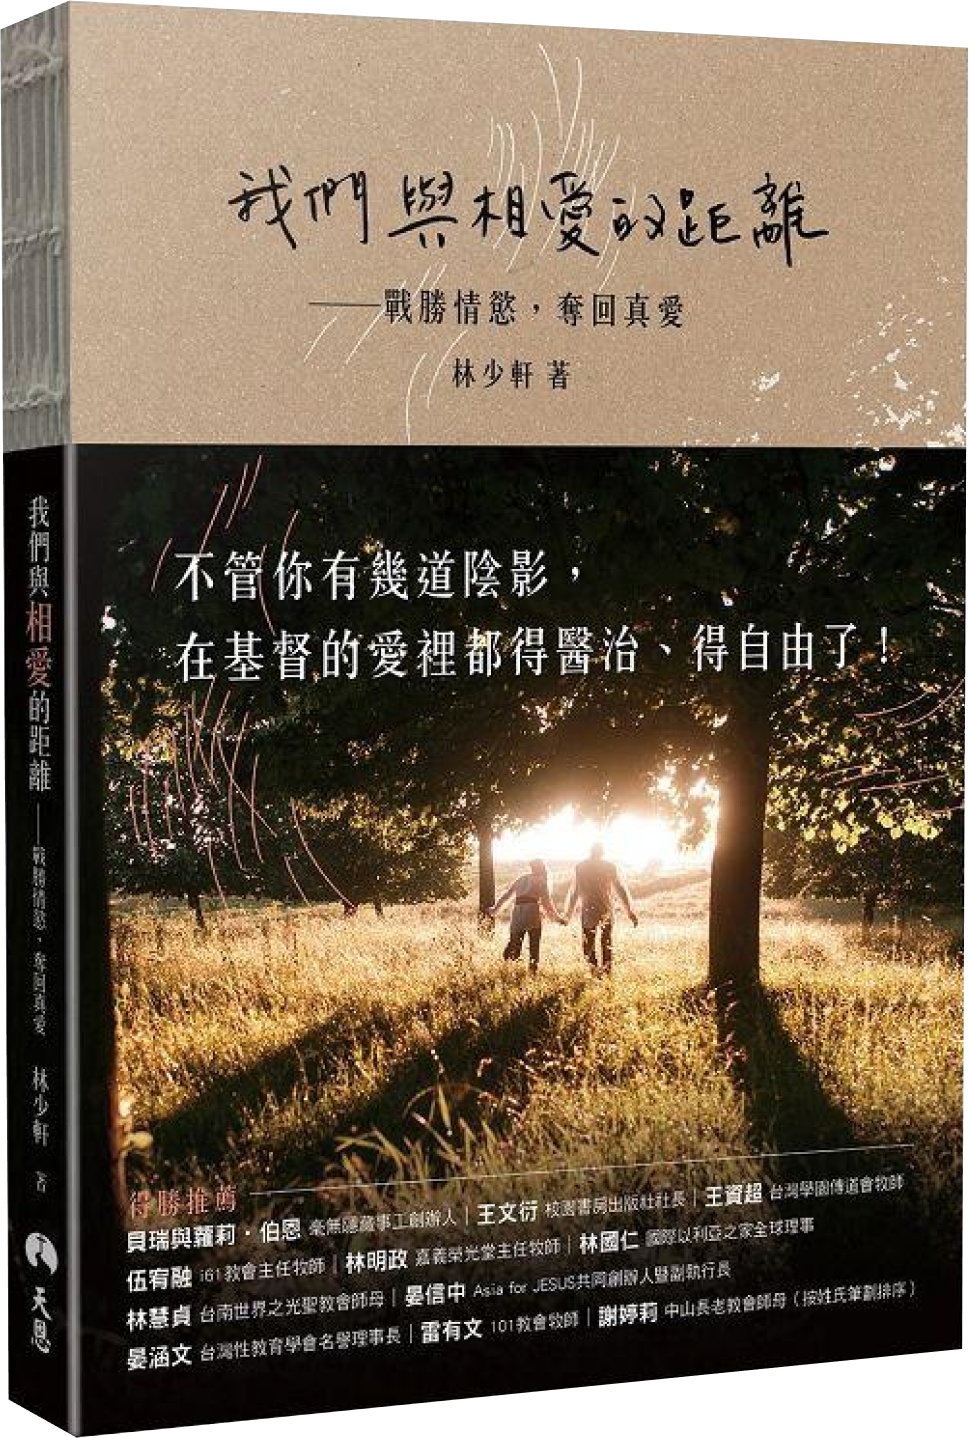 我們與相愛的距離
——戰勝情慾，奪回真愛
林少軒 著
不管你有幾道陰影，
在基督的愛裡都得醫治、得自由了！
得勝推薦
貝瑞與蘿莉・伯恩 毫無隱藏事工創辦人｜王文衍 校園書房出版社社長｜王資超 台灣學園傳道會牧師
伍宥融 i61教會主任牧師｜林明政 嘉義榮光堂主任牧師｜林國仁 國際以利亞之家全球理事
林慧貞 台南世界之光聖教會師母｜晏信中 Asia for JESUS共同創辦人暨副執行長
晏涵文 台灣性教育學會名譽理事長｜雷有文 101教會牧師｜謝婷莉 中山長老教會師母（按姓氏筆劃排序）
我們與相愛的距離——戰勝情慾，奪回真愛 林少軒 著
天恩